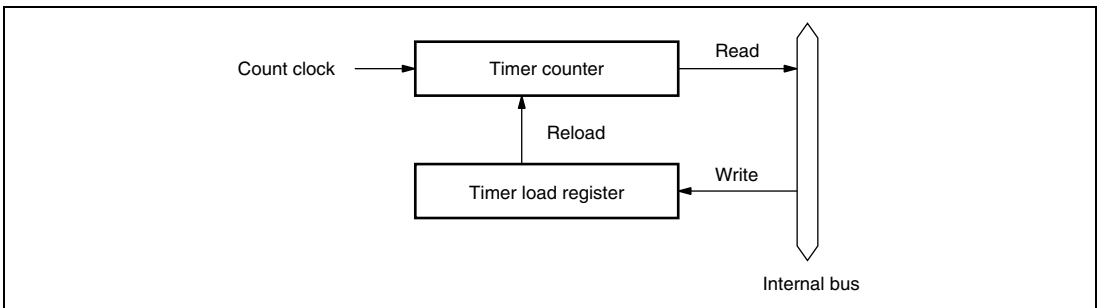 Count clock
Timer counter
Read
Reload
Timer load register
Write
Internal bus